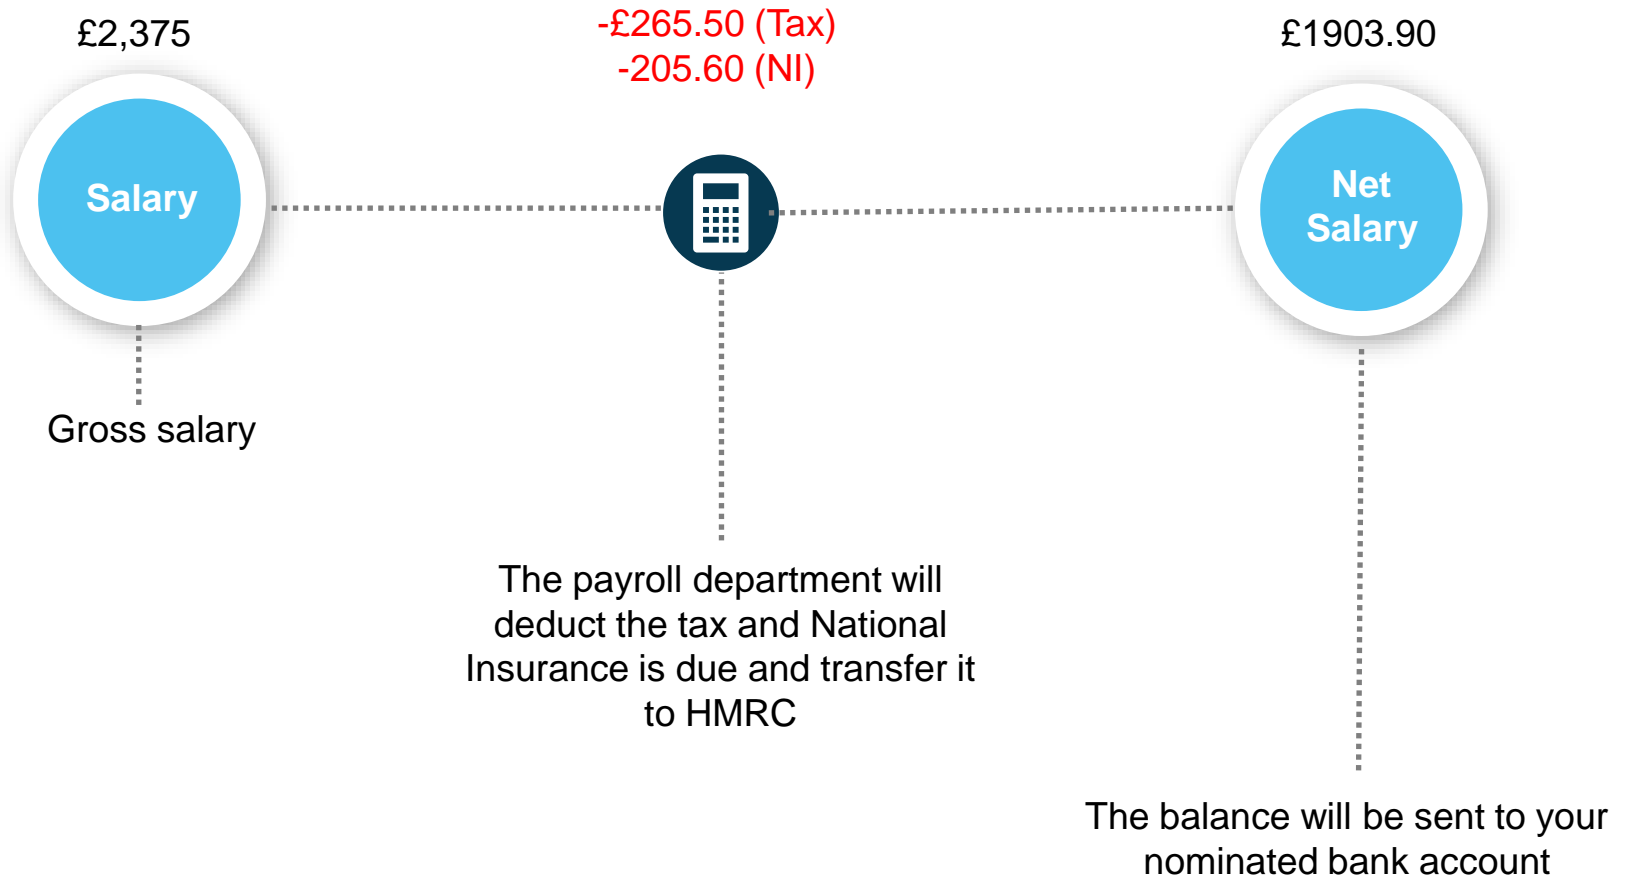 £2,375
-£265.50 (Tax)
-205.60 (NI)
£1903.90
Salary
Net
Salary
Gross salary
The payroll department will
deduct the tax and National
Insurance is due and transfer it
to HMRC
The balance will be sent to your
nominated bank account